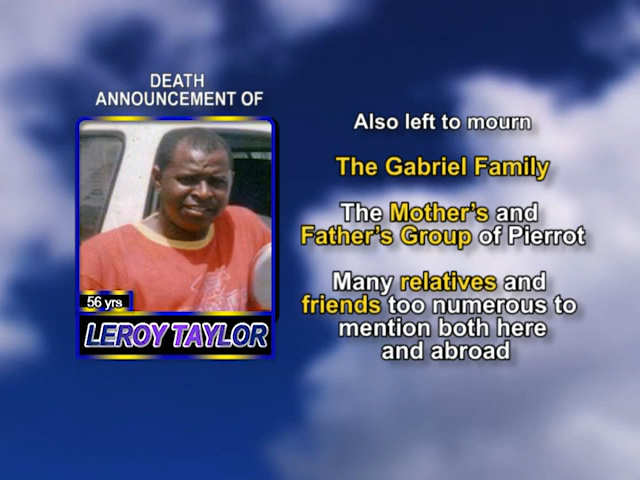 DEATH
ANNOUNCEMENT OF
56 yrs
LEROY TAYLOR
Also left to mourn
The Gabriel Family
The Mother's and
Father's Group of Pierrot
Many relatives and
friends too numerous to
mention both here
and abroad